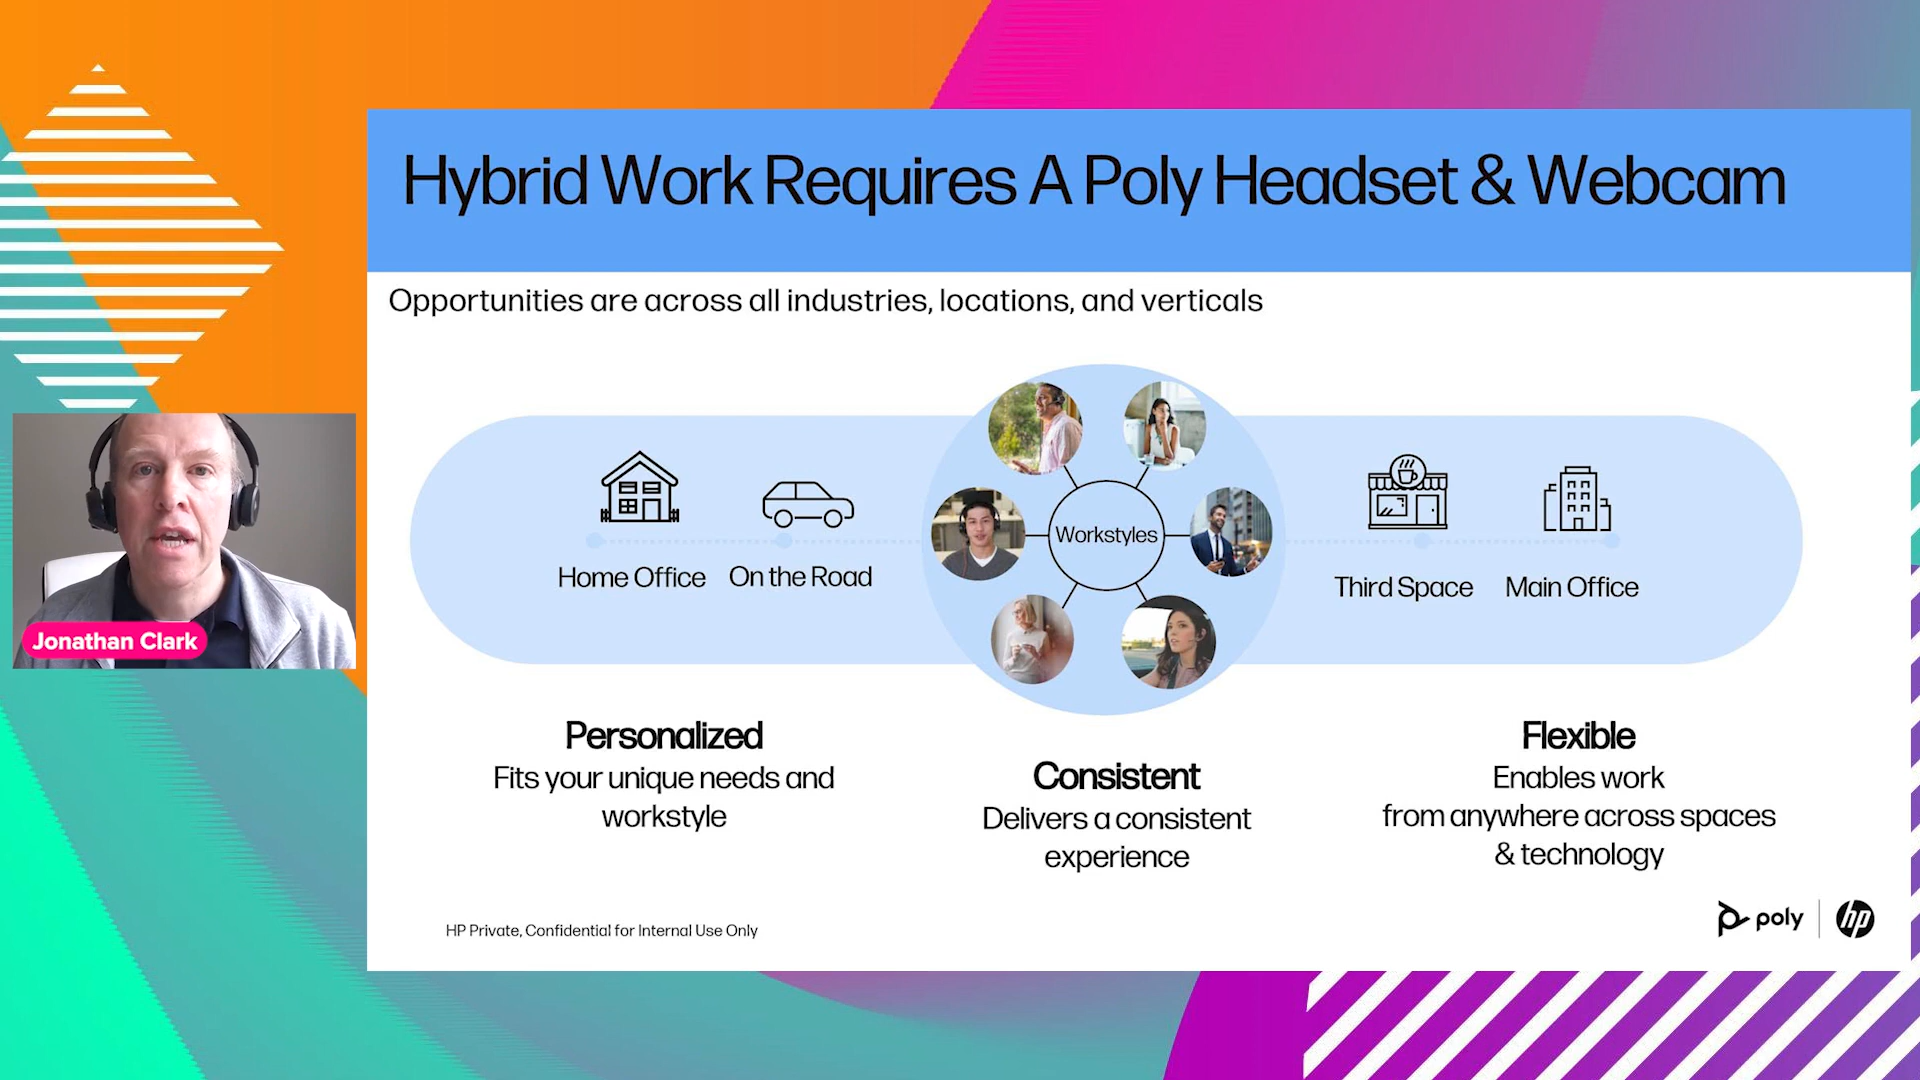 Hybrid Work Requires A Poly Headset & Webcam
Opportunities are across all industries, locations, and verticals
Home Office
On the Road
Workstyles
Third Space
Main Office
Jonathan Clark
Personalized
Fits your unique needs and
workstyle
Consistent
Delivers a consistent
experience
Flexible
Enables work
from anywhere across spaces
& technology
HP Private, Confidential for Internal Use Only
poly
hp